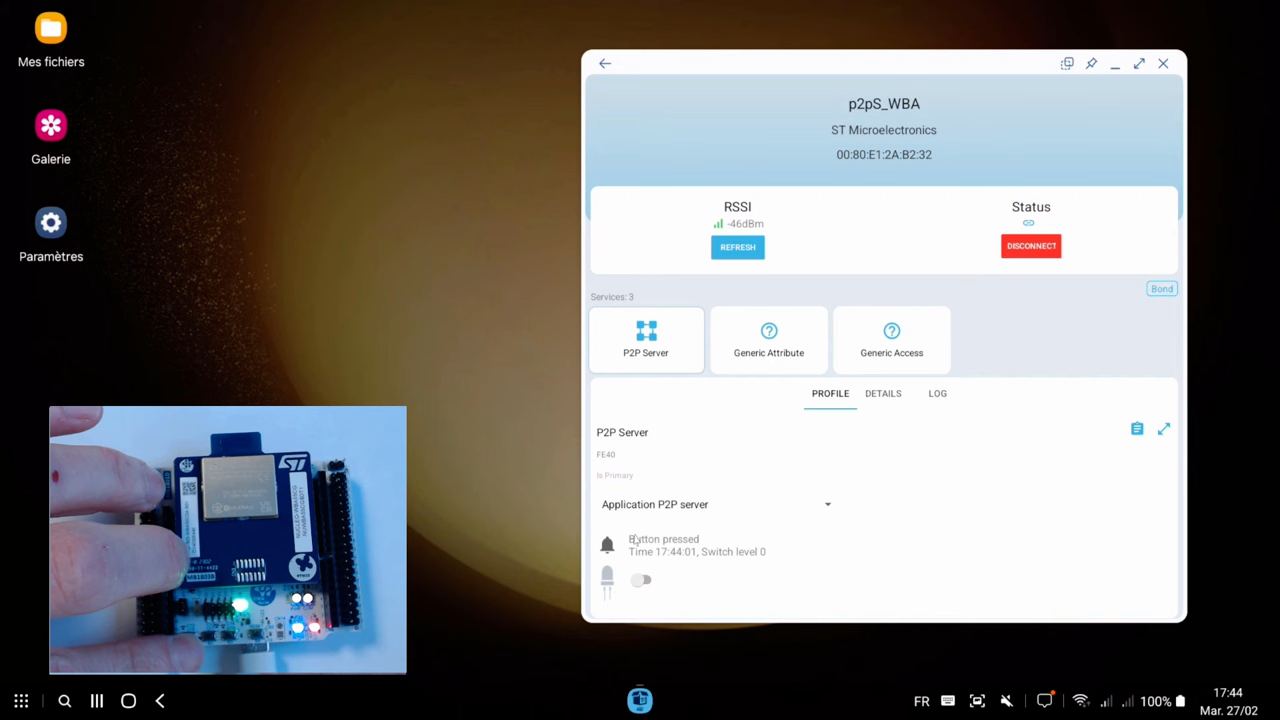 Mes fichiers
Galerie
Paramètres
p2pS_WBA
ST Microelectronics
00:80:E1:2A:B2:32
RSSI
-46dBm
REFRESH
Status
DISCONNECT
Bond
Services: 3
P2P Server
Generic Attribute
Generic Access
PROFILE
DETAILS
LOG
P2P Server
FE40
Is Primary
Application P2P server
Button pressed
Time 17:44:01, Switch level 0
MB1803B
FR
100%
17:44
Mar. 27/02